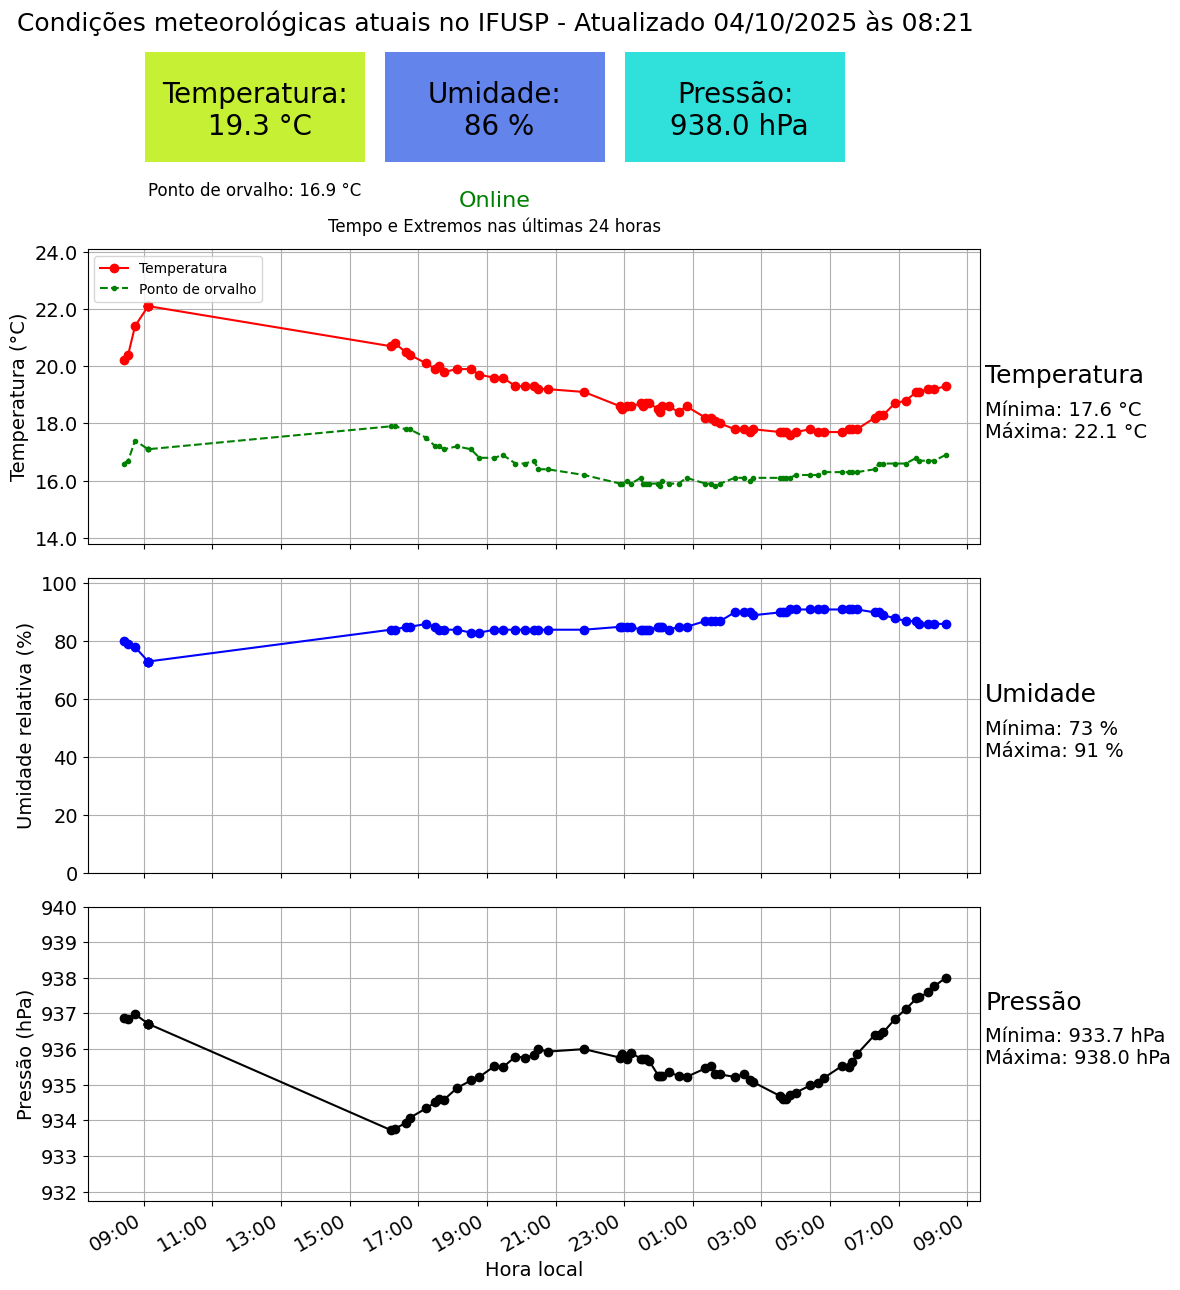 Condições meteorológicas atuais no IFUSP - Atualizado 04/10/2025 às 08:21
Temperatura:
19.3 °C
Umidade:
86 %
Pressão:
938.0 hPa
Ponto de orvalho: 16.9 °C
Online
Tempo e Extremos nas últimas 24 horas
Temperatura (°C)
24.0
22.0
20.0
18.0
16.0
14.0
Temperatura
Ponto de orvalho
Temperatura
Mínima: 17.6 °C
Máxima: 22.1 °C
Umidade relativa (%)
100
80
60
40
20
0
Umidade
Mínima: 73 %
Máxima: 91 %
Pressão (hPa)
940
939
938
937
936
935
934
933
932
Pressão
Mínima: 933.7 hPa
Máxima: 938.0 hPa
09:00
11:00
13:00
15:00
17:00
19:00
21:00
23:00
01:00
03:00
05:00
07:00
09:00
Hora local